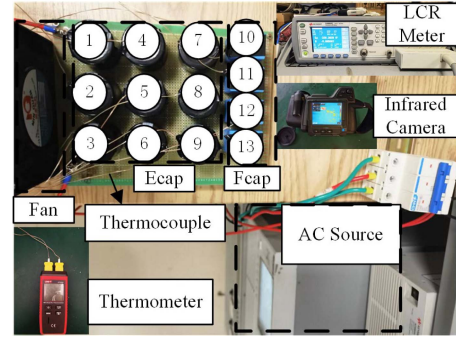 1
4
7
10
LCR
Meter
11
2
5
8
12
Infrared
Camera
3
6
9
13
Ecap
Fcap
Fan
Thermocouple
AC Source
Thermometer